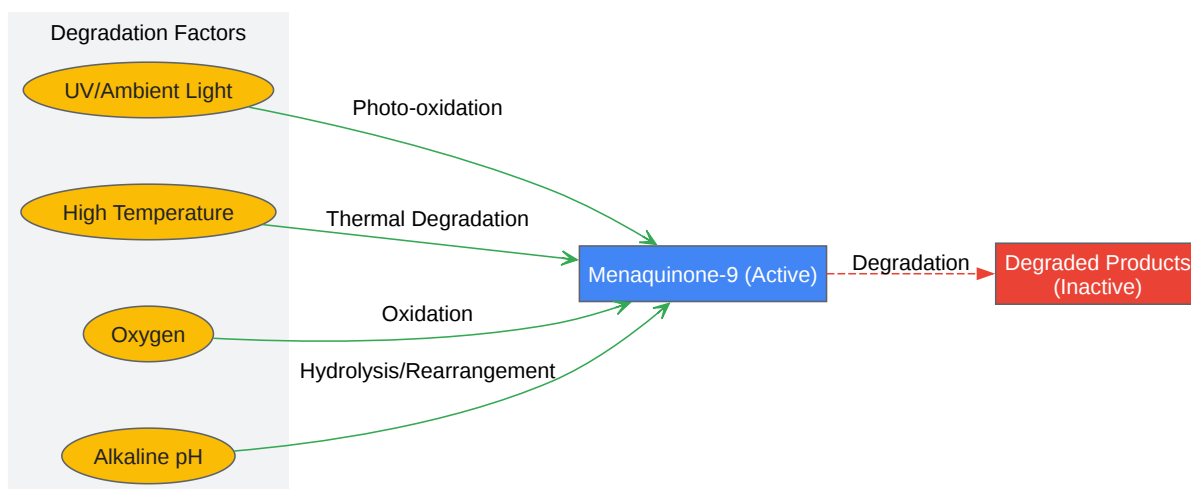 Degradation Factors
UV/Ambient Light
Photo-oxidation
High Temperature
Thermal Degradation
Menaquinone-9 (Active)
Degradation
Degraded Products
(Inactive)
Oxygen
Oxidation
Hydrolysis/Rearrangement
Alkaline pH